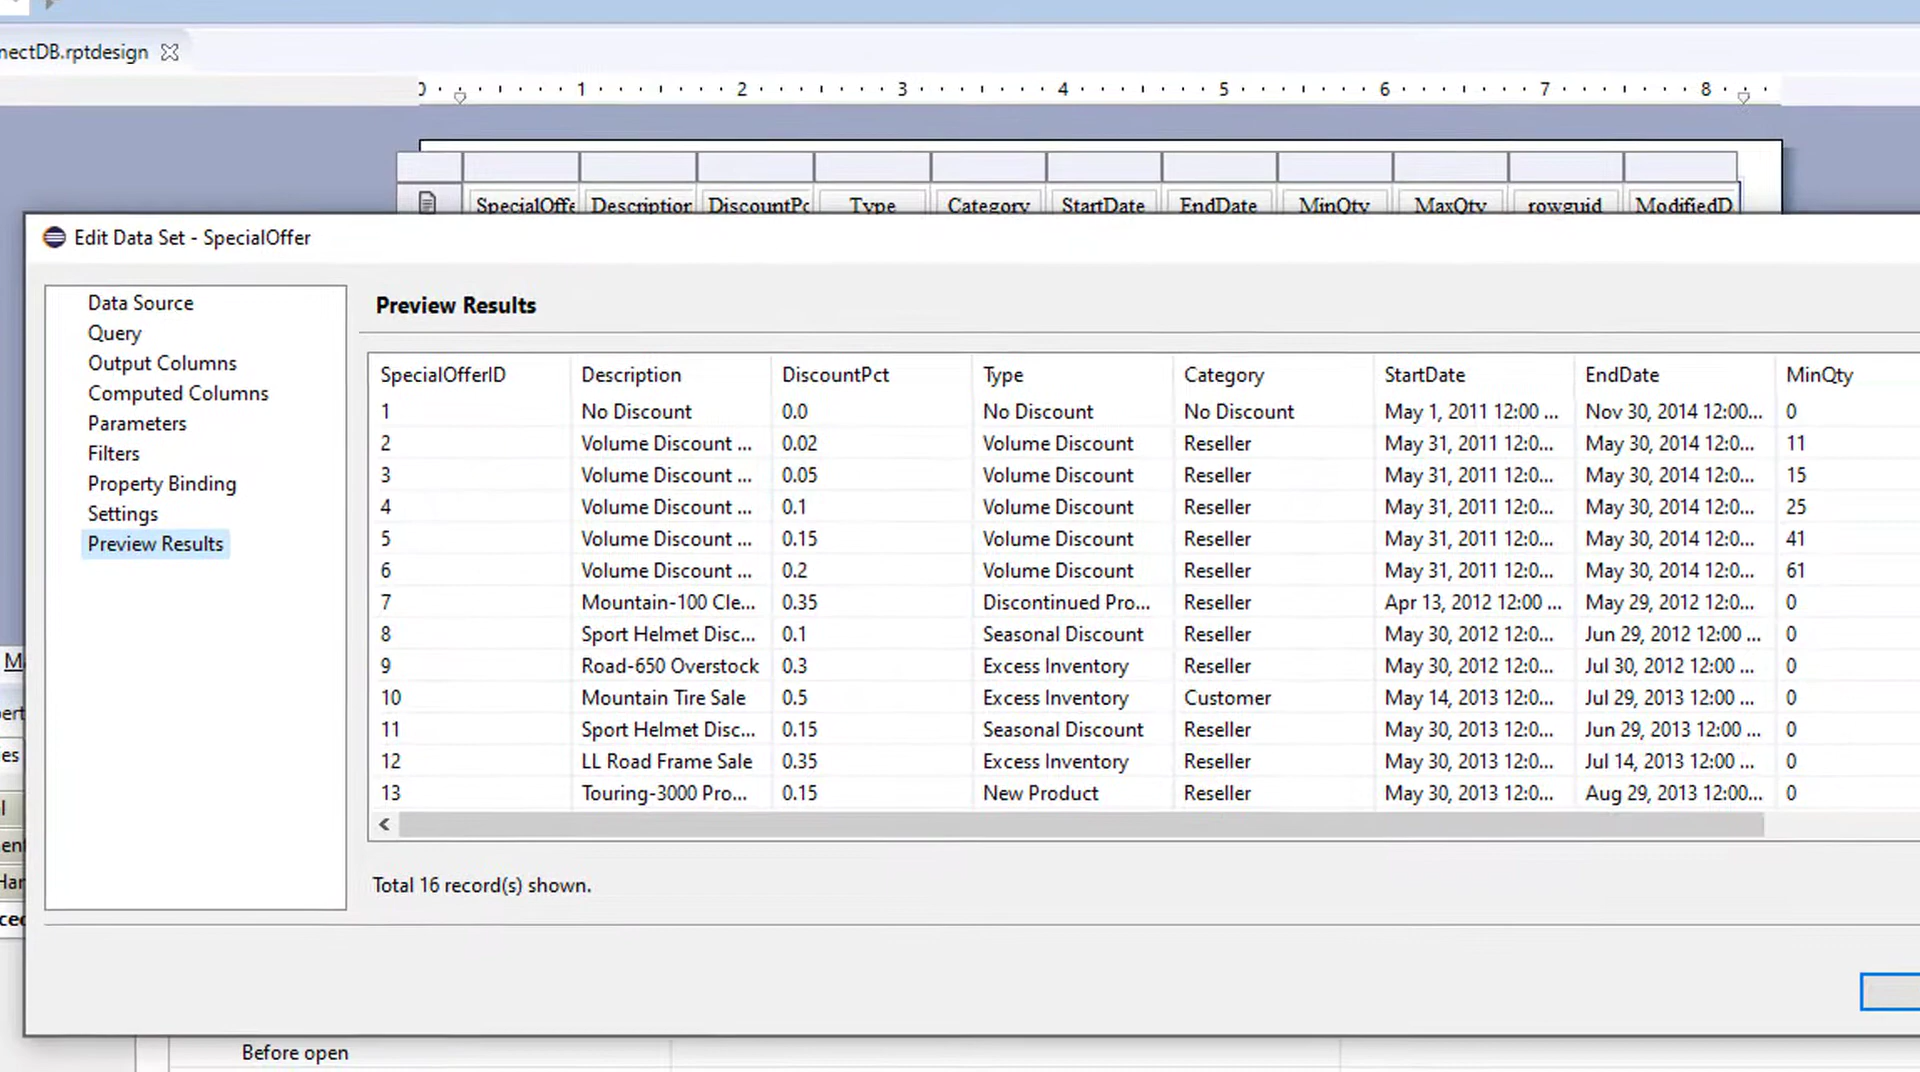 nectDB.rptdesign
0 1 2 3 4 5 6 7 8
SpecialOffe Description DiscountPc Type Category StartDate EndDate MinQty MaxQty rowguid ModifiedD
Edit Data Set - SpecialOffer
Data Source
Query
Output Columns
Computed Columns
Parameters
Filters
Property Binding
Settings
Preview Results
Preview Results
SpecialOfferID Description DiscountPct Type Category StartDate EndDate MinQty
1 No Discount 0.0 No Discount No Discount May 1, 2011 12:00 ... Nov 30, 2014 12:00... 0
2 Volume Discount ... 0.02 Volume Discount Reseller May 31, 2011 12:0... May 30, 2014 12:0... 11
3 Volume Discount ... 0.05 Volume Discount Reseller May 31, 2011 12:0... May 30, 2014 12:0... 15
4 Volume Discount ... 0.1 Volume Discount Reseller May 31, 2011 12:0... May 30, 2014 12:0... 25
5 Volume Discount ... 0.15 Volume Discount Reseller May 31, 2011 12:0... May 30, 2014 12:0... 41
6 Volume Discount ... 0.2 Volume Discount Reseller May 31, 2011 12:0... May 30, 2014 12:0... 61
7 Mountain-100 Cle... 0.35 Discontinued Pro... Reseller Apr 13, 2012 12:00 ... May 29, 2012 12:0... 0
8 Sport Helmet Disc... 0.1 Seasonal Discount Reseller May 30, 2012 12:0... Jun 29, 2012 12:00 ... 0
9 Road-650 Overstock 0.3 Excess Inventory Reseller May 30, 2012 12:0... Jul 30, 2012 12:00 ... 0
10 Mountain Tire Sale 0.5 Excess Inventory Customer May 14, 2013 12:0... Jul 29, 2013 12:00 ... 0
11 Sport Helmet Disc... 0.15 Seasonal Discount Reseller May 30, 2013 12:0... Jun 29, 2013 12:00 ... 0
12 LL Road Frame Sale 0.35 Excess Inventory Reseller May 30, 2013 12:0... Jul 14, 2013 12:00 ... 0
13 Touring-3000 Pro... 0.15 New Product Reseller May 30, 2013 12:0... Aug 29, 2013 12:00... 0
Total 16 record(s) shown.
Before open